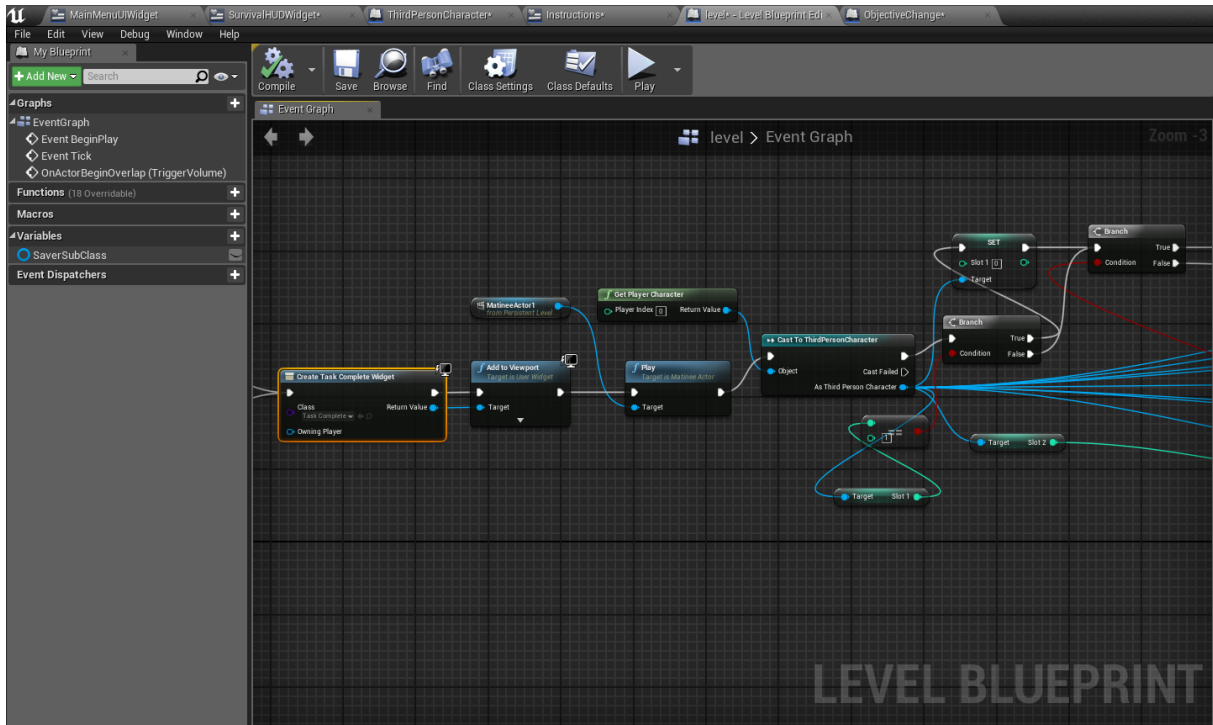 MainMenuUIWidget
SurvivalHUDWidget*
ThirdPersonCharacter*
Instructions*
level* - Level Blueprint Edi
ObjectiveChange*
File Edit View Debug Window Help
My Blueprint
+ Add New
Search
Compile
Save
Browse
Find
Class Settings
Class Defaults
Play
Graphs
EventGraph
Event BeginPlay
Event Tick
OnActorBeginOverlap (TriggerVolume)
Functions (18 Overridable)
Macros
Variables
SaverSubClass
Event Dispatchers
Event Graph
level > Event Graph
Zoom -3
SET
Slot 1 0
Target
Branch
True
Condition False
MatineeActor1
from Persistent Level
Get Player Character
Player Index 0 Return Value
Branch
True
Condition False
Cast To ThirdPersonCharacter
Object Cast Failed
As Third Person Character
Create Task Complete Widget
Class Return Value
Task Complete
Owning Player
Add to Viewport
Target is User Widget
Target
Play
Target is Matinee Actor
Target
1 ==
Target Slot 2
Target Slot 1
LEVEL BLUEPRINT